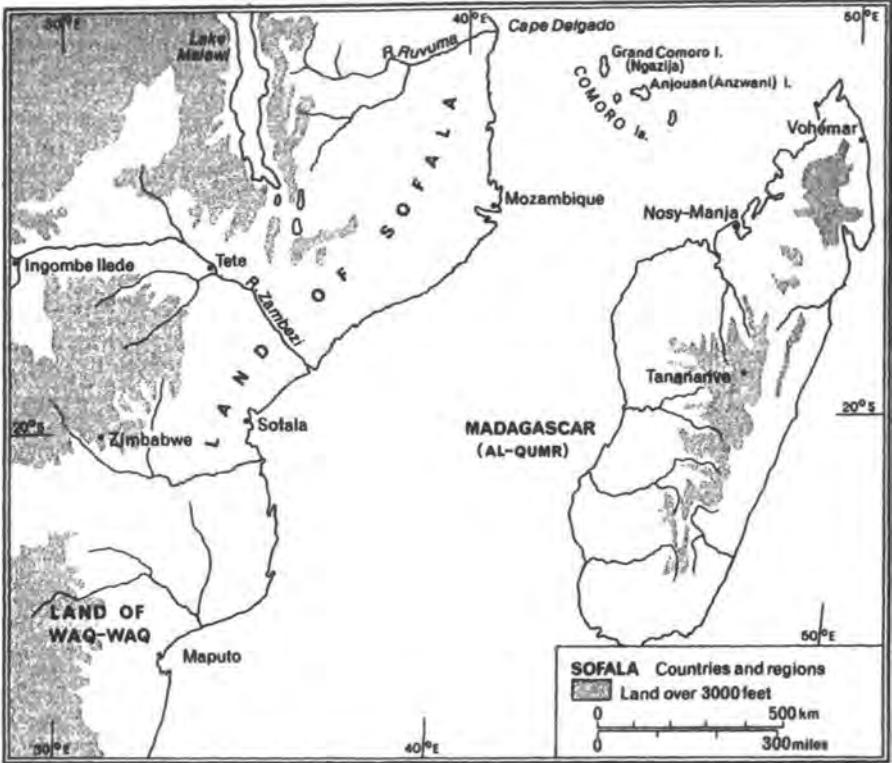 30°E
40°E
50°E
Cape Delgado
Lake
Malawi
R. Ruvuma
Grand Comoro I.
(Ngazija)
Anjouan (Anzwani) I.
COMORO Is.
Vohémar
Mozambique
Nosy-Manja
LAND OF SOFALA
Ingombe Ilede
Tete
R. Zambezi
Tananarive
20°S
Zimbabwe
Sofala
MADAGASCAR
(AL-QUMR)
20°S
LAND OF
WAQ-WAQ
Maputo
50°E
SOFALA Countries and regions
Land over 3000 feet
0 500 km
0 300 miles
30°E
40°E